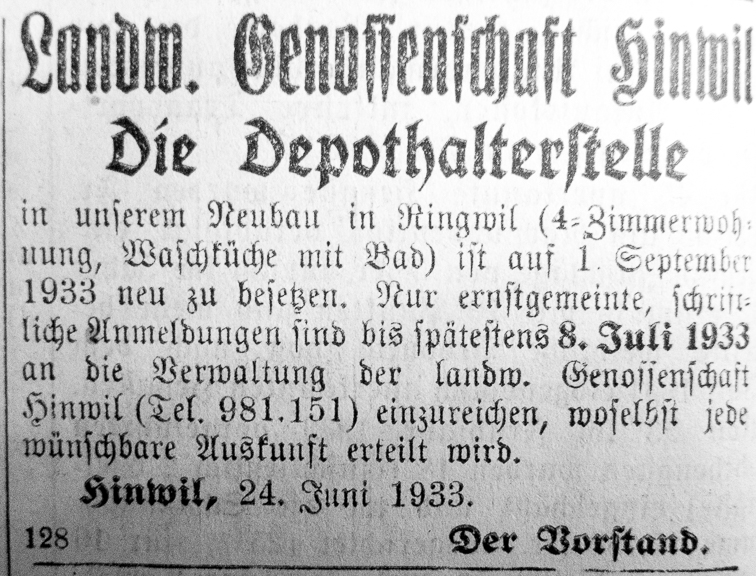 Landw. Genossenschaft Hinwil
Die Depothalterstelle
in unserem Neubau in Ringwil (4-Zimmerwoh-
nung, Waschküche mit Bad) ist auf 1 September
1933 neu zu besetzen. Nur ernstgemeinte, schrift-
liche Anmeldungen sind bis spätestens 8. Juli 1933
an die Verwaltung der landw. Genossenschaft
Hinwil (Tel. 981.151) einzureichen, woselbst jede
wünschbare Auskunft erteilt wird.
Hinwil, 24. Juni 1933.
128 Der Vorstand.